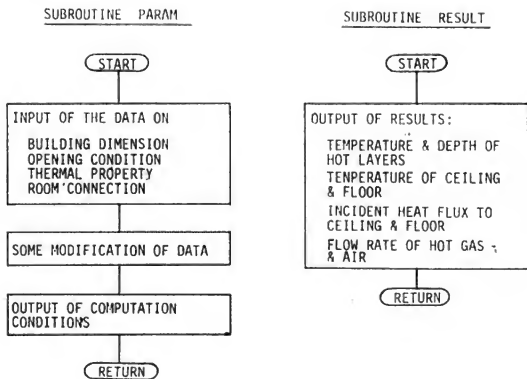 SUBROUTINE PARAM
START
INPUT OF THE DATA ON
BUILDING DIMENSION
OPENING CONDITION
THERMAL PROPERTY
ROOM'CONNECTION
SOME MODIFICATION OF DATA
OUTPUT OF COMPUTATION
CONDITIONS
RETURN
SUBROUTINE RESULT
START
OUTPUT OF RESULTS:
TEMPERATURE & DEPTH OF
HOT LAYERS
TENPERATURE OF CEILING
& FLOOR
INCIDENT HEAT FLUX TO
CEILING & FLOOR
FLOW RATE OF HOT GAS -
& AIR
RETURN